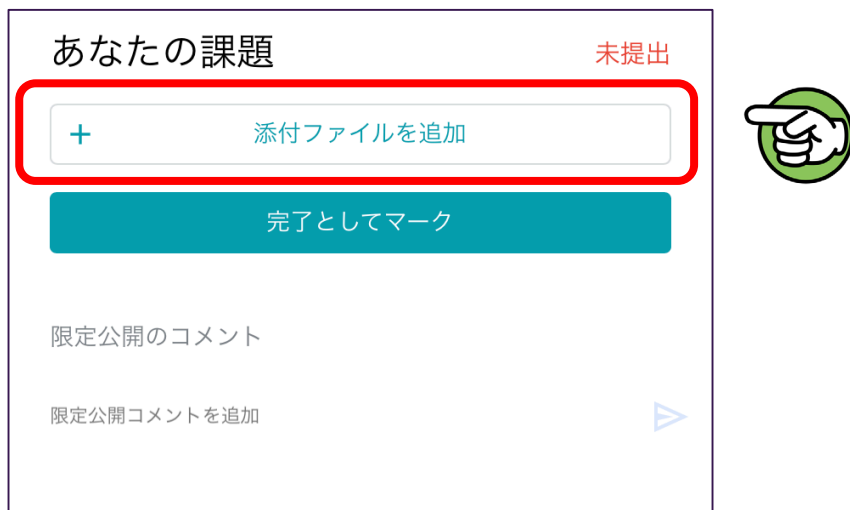 あなたの課題
未提出
+ 添付ファイルを追加
完了としてマーク
限定公開のコメント
限定公開コメントを追加